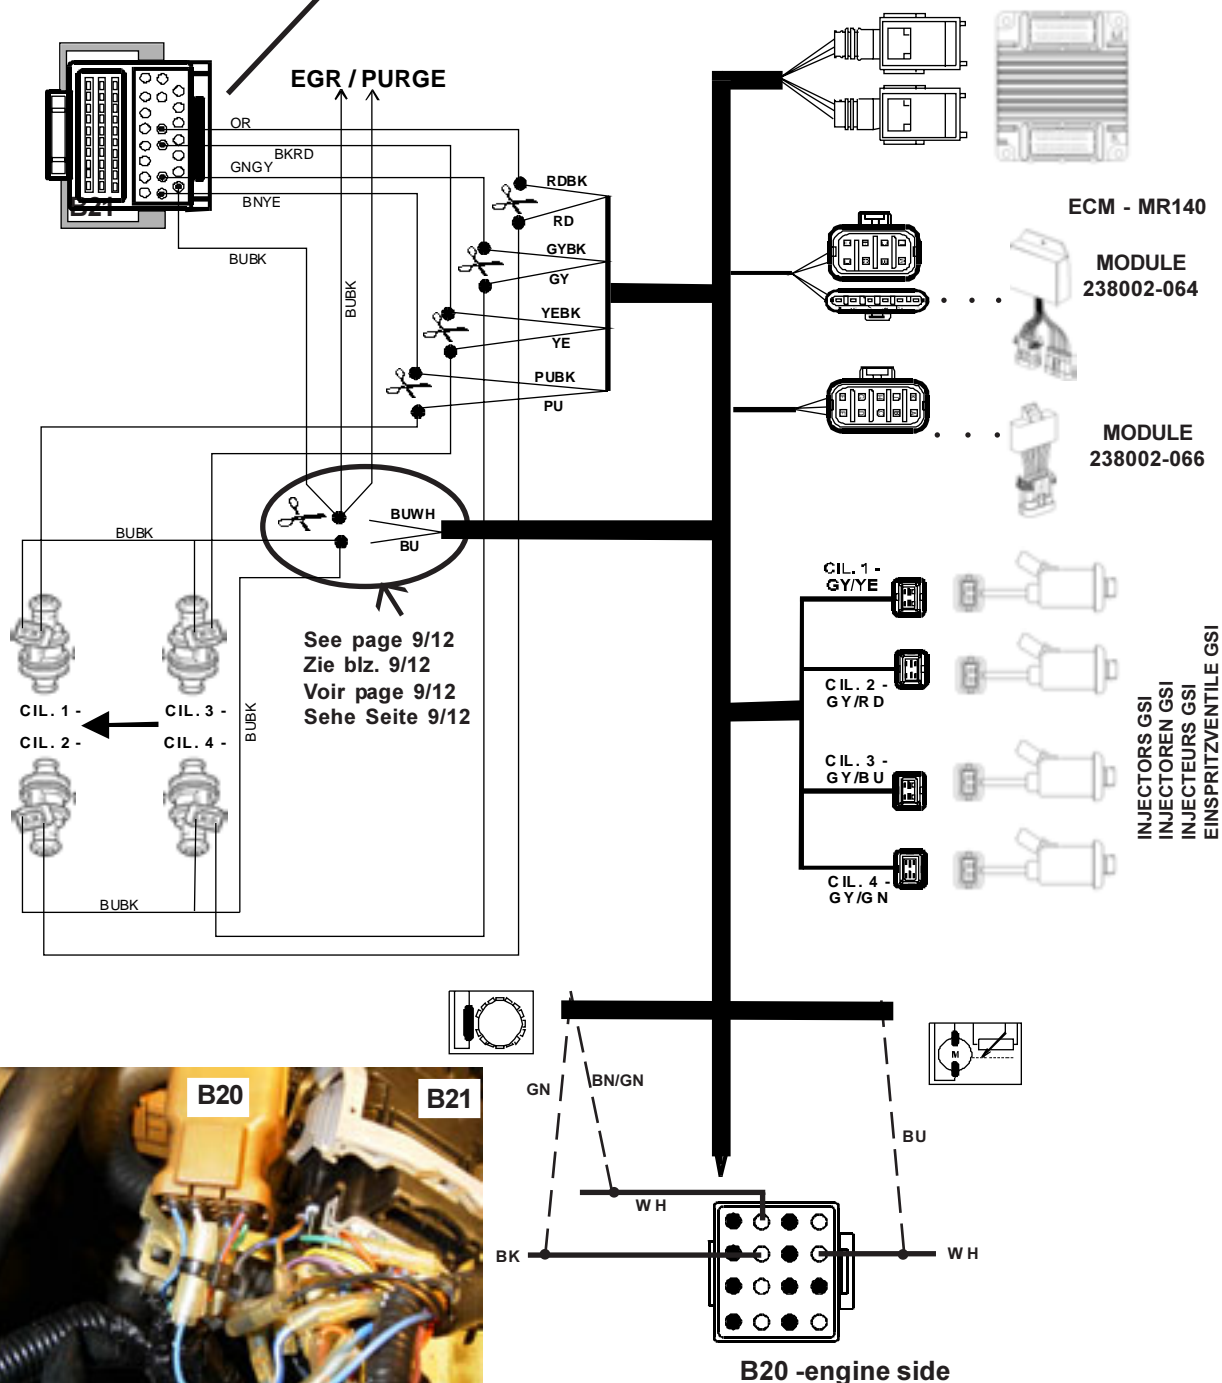 EGR / PURGE
B21
OR
BKRD
GNGY
BNYE
BUBK
BUBK
RDBK
RD
GYBK
GY
YEBK
YE
PUBK
PU
ECM - MR140
MODULE
238002-064
MODULE
238002-066
BUWH
BU
BUBK
See page 9/12
Zie blz. 9/12
Voir page 9/12
Sehe Seite 9/12
CIL. 1 -
CIL. 2 -
CIL. 3 -
CIL. 4 -
BUBK
BUBK
CIL. 1 -
GY/YE
CIL. 2 -
GY/RD
CIL. 3 -
GY/BU
CIL. 4 -
GY/GN
INJECTORS GSI
INJECTOREN GSI
INJECTEURS GSI
EINSPRITZVENTILE GSI
M
GN
BN/GN
BU
WH
BK
WH
B20
B21
B20 -engine side